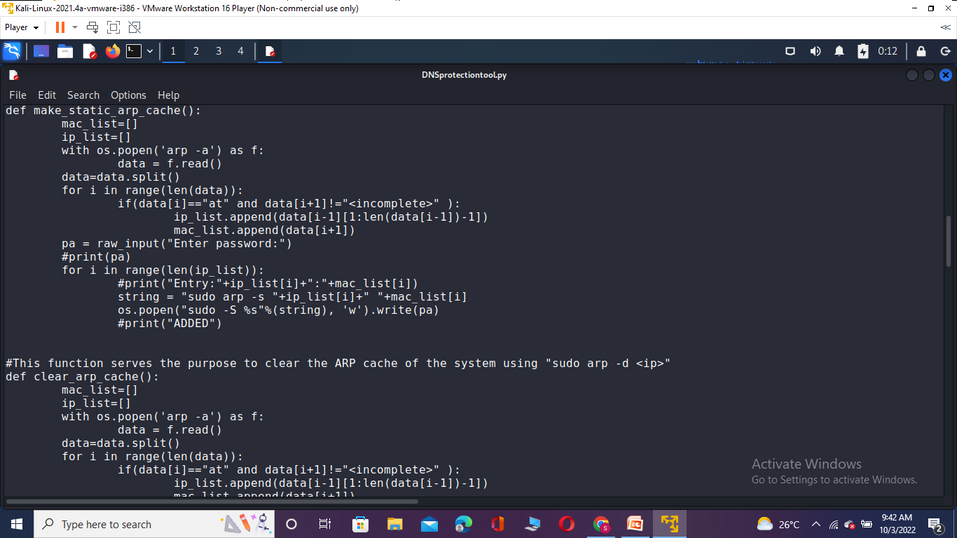 Kali-Linux-2021.4a-vmware-i386 - VMware Workstation 16 Player (Non-commercial use only)
Player
1 2 3 4 0:12
DNSprotectiontool.py
File Edit Search Options Help
def make_static_arp_cache():
        mac_list=[]
        ip_list=[]
        with os.popen('arp -a') as f:
                data = f.read()
        data=data.split()
        for i in range(len(data)):
                if(data[i]=="at" and data[i+1]!="<incomplete>" ):
                        ip_list.append(data[i-1][1:len(data[i-1])-1])
                        mac_list.append(data[i+1])
        pa = raw_input("Enter password:")
        #print(pa)
        for i in range(len(ip_list)):
                #print("Entry:"+ip_list[i]+":"+mac_list[i])
                string = "sudo arp -s "+ip_list[i]+" "+mac_list[i]
                os.popen("sudo -S %s"%(string), 'w').write(pa)
                #print("ADDED")
#This function serves the purpose to clear the ARP cache of the system using "sudo arp -d <ip>"
def clear_arp_cache():
        mac_list=[]
        ip_list=[]
        with os.popen('arp -a') as f:
                data = f.read()
        data=data.split()
        for i in range(len(data)):
                if(data[i]=="at" and data[i+1]!="<incomplete>" ):
                        ip_list.append(data[i-1][1:len(data[i-1])-1])
                        mac_list.append(data[i+1])
Activate Windows
Go to Settings to activate Windows.
Type here to search
26°C
9:42 AM
10/3/2022
2